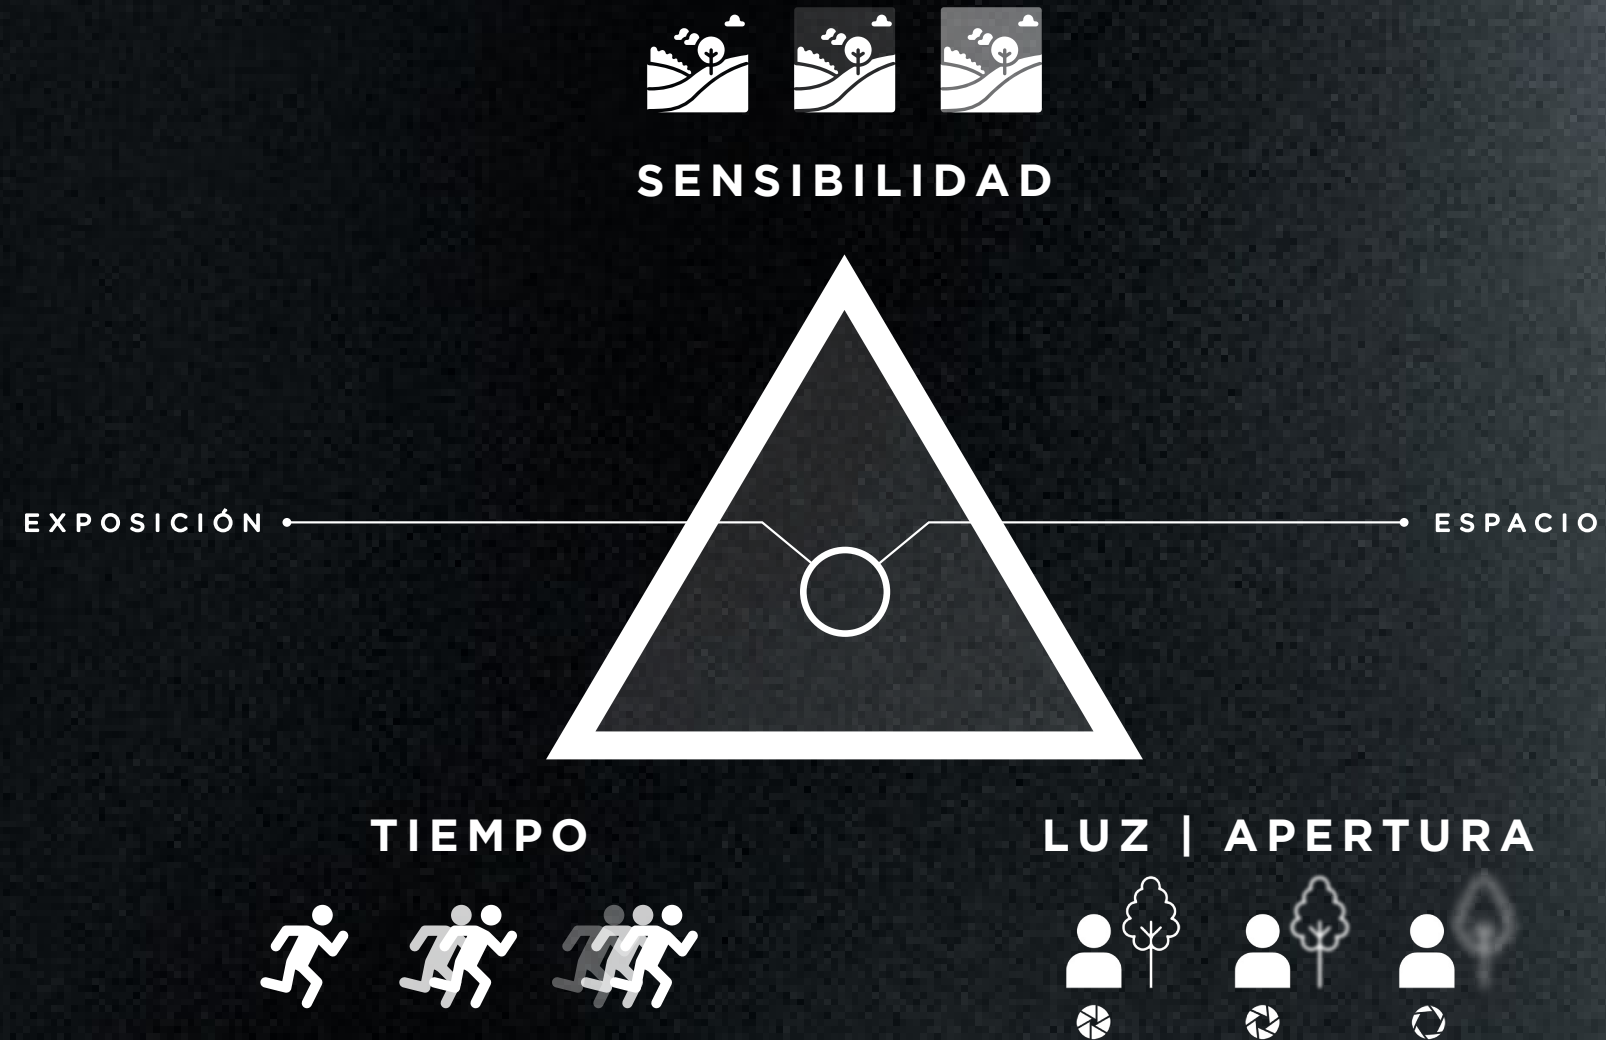 SENSIBILIDAD
EXPOSICIÓN
ESPACIO
TIEMPO
LUZ | APERTURA